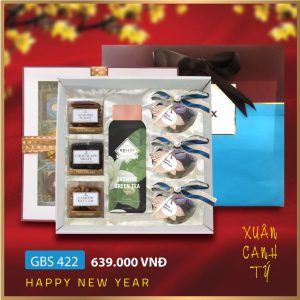 JASMINE
GREEN TEA
X
XUÂN
CANH
TÝ
GBS 422
639.000 VNĐ
HAPPY NEW YEAR